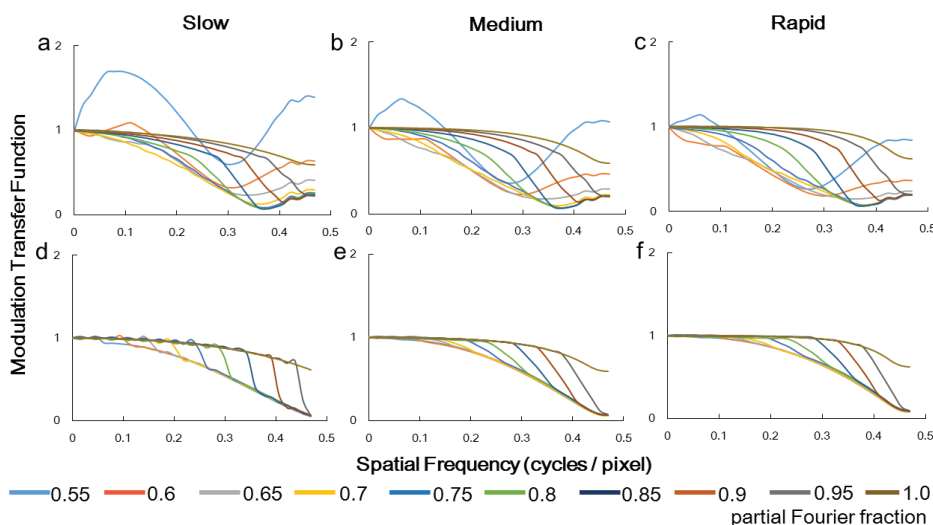 Slow Medium Rapid
a b c
2 2 2
1 1 1
0 0 0
0 0.1 0.2 0.3 0.4 0.5 0 0.1 0.2 0.3 0.4 0.5 0 0.1 0.2 0.3 0.4 0.5
Modulation Transfer Function
d e f
2 2 2
1 1 1
0 0 0
0 0.1 0.2 0.3 0.4 0.5 0 0.1 0.2 0.3 0.4 0.5 0 0.1 0.2 0.3 0.4 0.5
Spatial Frequency (cycles / pixel)
0.55 0.6 0.65 0.7 0.75 0.8 0.85 0.9 0.95 1.0
partial Fourier fraction